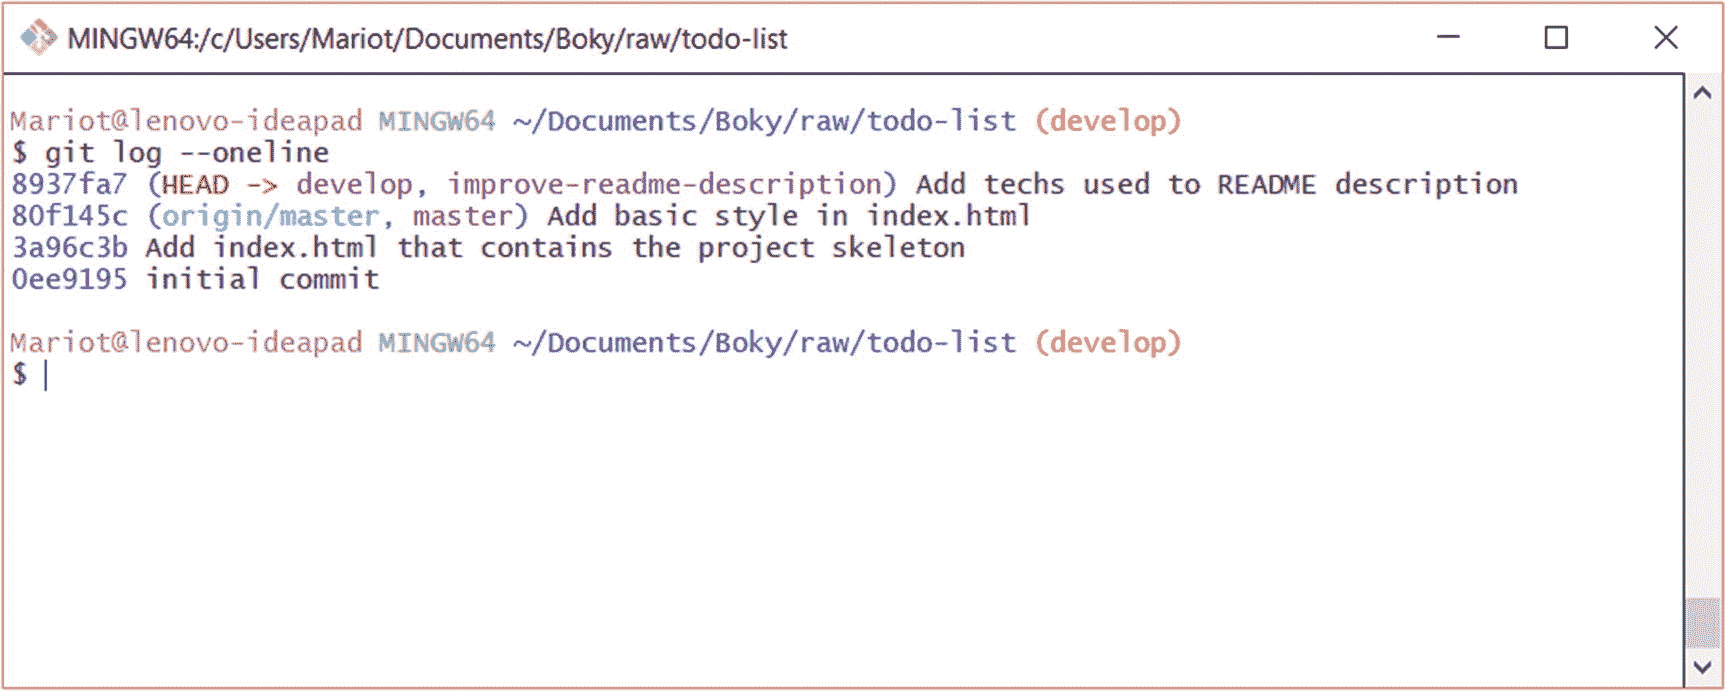 MINGW64:/c/Users/Mariot/Documents/Boky/raw/todo-list
Mariot@lenovo-ideapad MINGW64 ~/Documents/Boky/raw/todo-list (develop)
$ git log --oneline
8937fa7 (HEAD -> develop, improve-readme-description) Add techs used to README description
80f145c (origin/master, master) Add basic style in index.html
3a96c3b Add index.html that contains the project skeleton
0ee9195 initial commit
Mariot@lenovo-ideapad MINGW64 ~/Documents/Boky/raw/todo-list (develop)
$